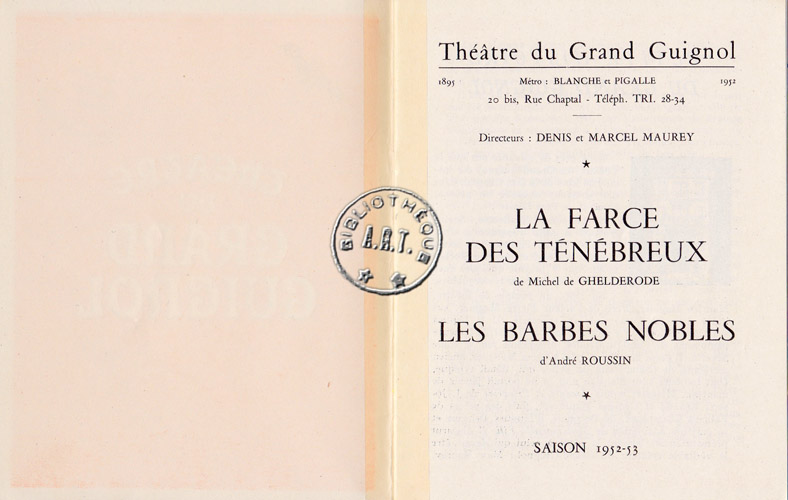 Théâtre du Grand Guignol
1895 Métro : BLANCHE et PIGALLE 1952
20 bis, Rue Chaptal - Téléph. TRI. 28-34
Directeurs : DENIS et MARCEL MAUREY
LA FARCE
DES TÉNÉBREUX
de Michel de GHELDERODE
LES BARBES NOBLES
d'André ROUSSIN
SAISON 1952-53
BIBLIOTHÈQUE
A.R.T.